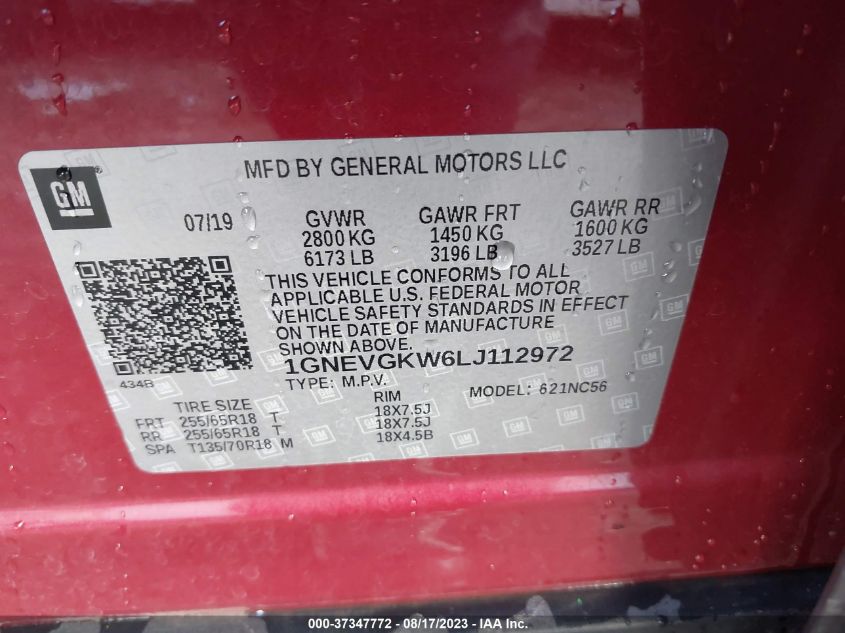 MFD BY GENERAL MOTORS LLC
GM
07/19
GVWR GAWR FRT GAWR RR
2800 KG 1450 KG 1600 KG
6173 LB 3196 LB 3527 LB
THIS VEHICLE CONFORMS TO ALL
APPLICABLE U.S. FEDERAL MOTOR
VEHICLE SAFETY STANDARDS IN EFFECT
ON THE DATE OF MANUFACTURE
SHOWN ABOVE.
434B
1GNEVGKW6LJ112972
TYPE: M.P.V. MODEL: 621NC56
TIRE SIZE RIM
FRT 255/65R18 T 18X7.5J
RR 255/65R18 T 18X7.5J
SPA T135/70R18 M 18X4.5B
000-37347772 - 08/17/2023 - IAA Inc.